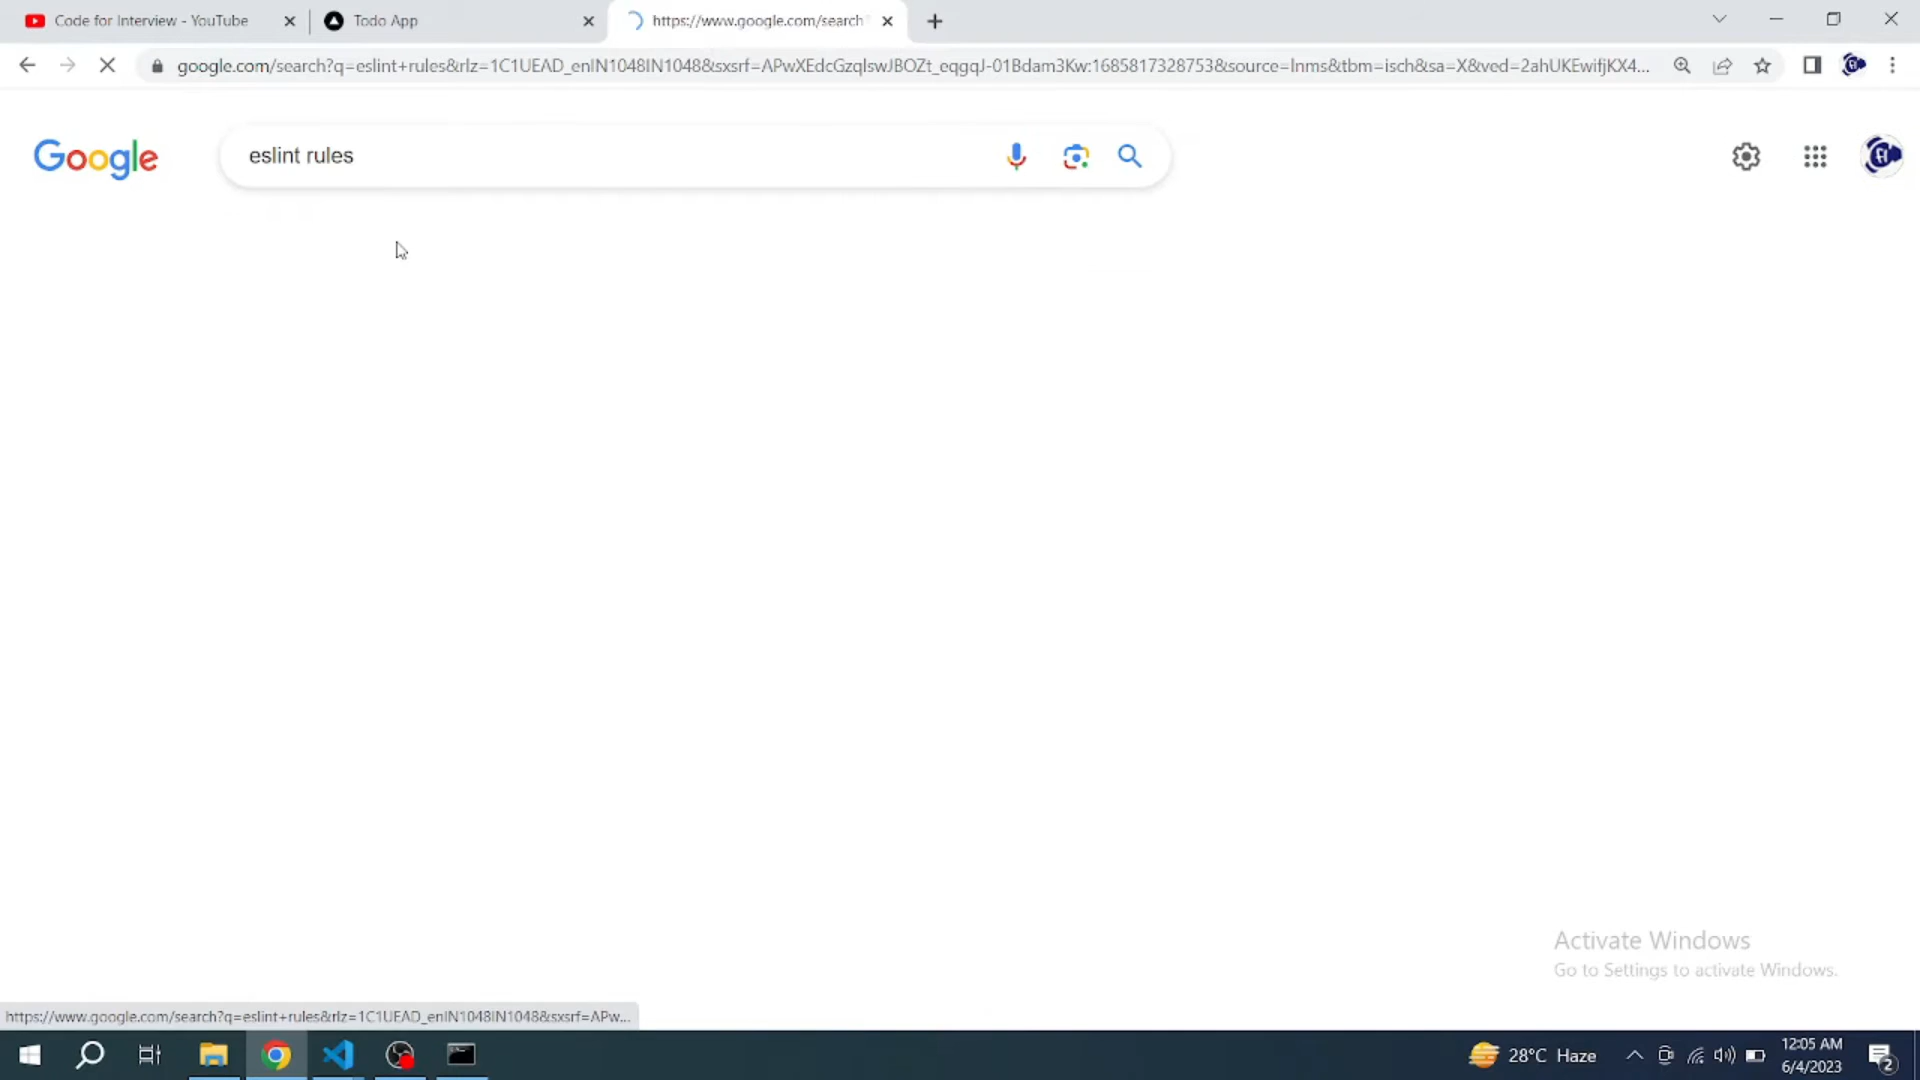 Code for Interview - YouTube
Todo App
https://www.google.com/search?
google.com/search?q=eslint+rules&rlz=1C1UEAD_enIN1048IN1048&sxsrf=APwXEdcGzqlswJBOZt_eqgqJ-01Bdam3Kw:1685817328753&source=lnms&tbm=isch&sa=X&ved=2ahUKEwifjKX4...
Google
eslint rules
Activate Windows
Go to Settings to activate Windows.
https://www.google.com/search?q=eslint+rules&rlz=1C1UEAD_enIN1048IN1048&sxsrf=APw...
28°C Haze
12:05 AM
6/4/2023
2